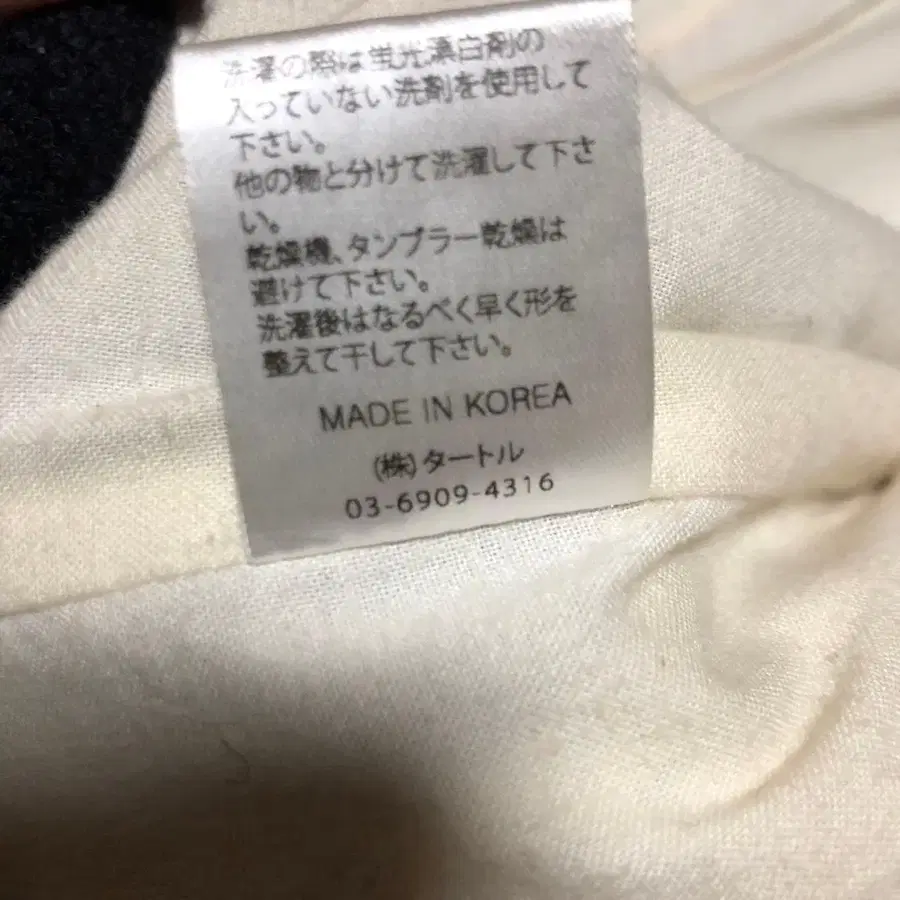 洗濯の際は蛍光漂白剤の
入っていない洗剤を使用して
下さい。
他の物と分けて洗濯して下さ
い。
乾燥機、タンブラー乾燥は
避けて下さい。
洗濯後はなるべく早く形を
整えて干して下さい。
MADE IN KOREA
(株)タートル
03-6909-4316